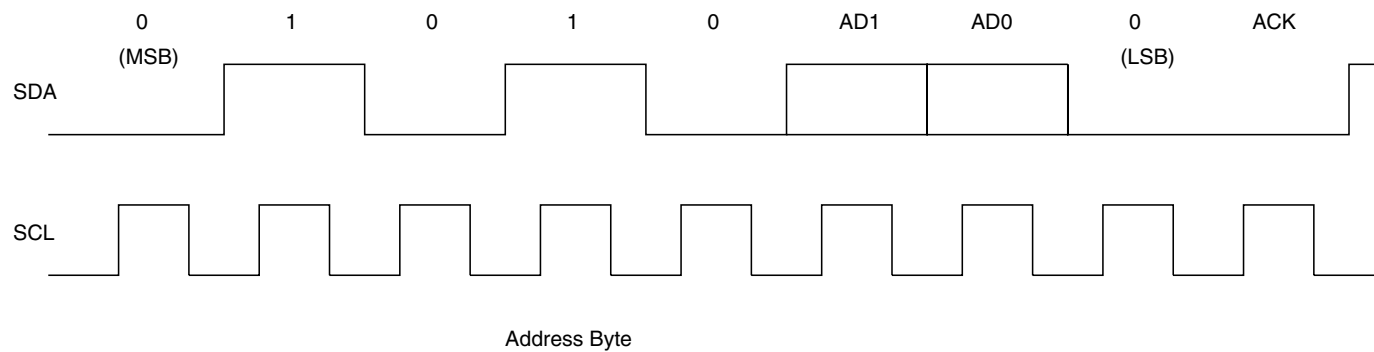 0 1 0 1 0 AD1 AD0 0 ACK
(MSB) (LSB)
SDA
SCL
Address Byte